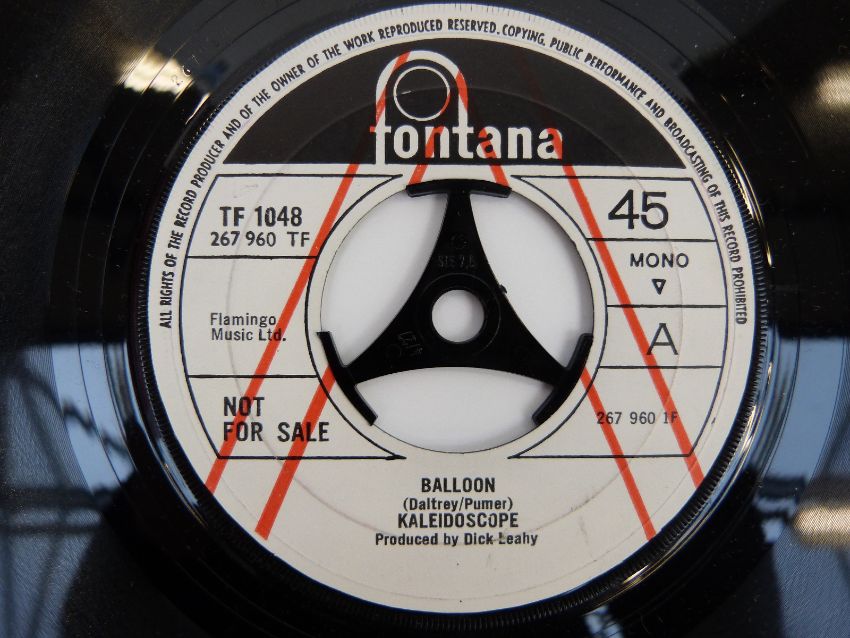 ALL RIGHTS OF THE RECORD PRODUCER AND OF THE OWNER OF THE WORK REPRODUCED RESERVED. COPYING, PUBLIC PERFORMANCE AND BROADCASTING OF THIS RECORD PROHIBITED
fontana
TF 1048
267 960 TF
45
MONO
A
Flamingo
Music Ltd.
NOT
FOR SALE
267 960 1F
BALLOON
(Daltrey/Pumer)
KALEIDOSCOPE
Produced by Dick Leahy